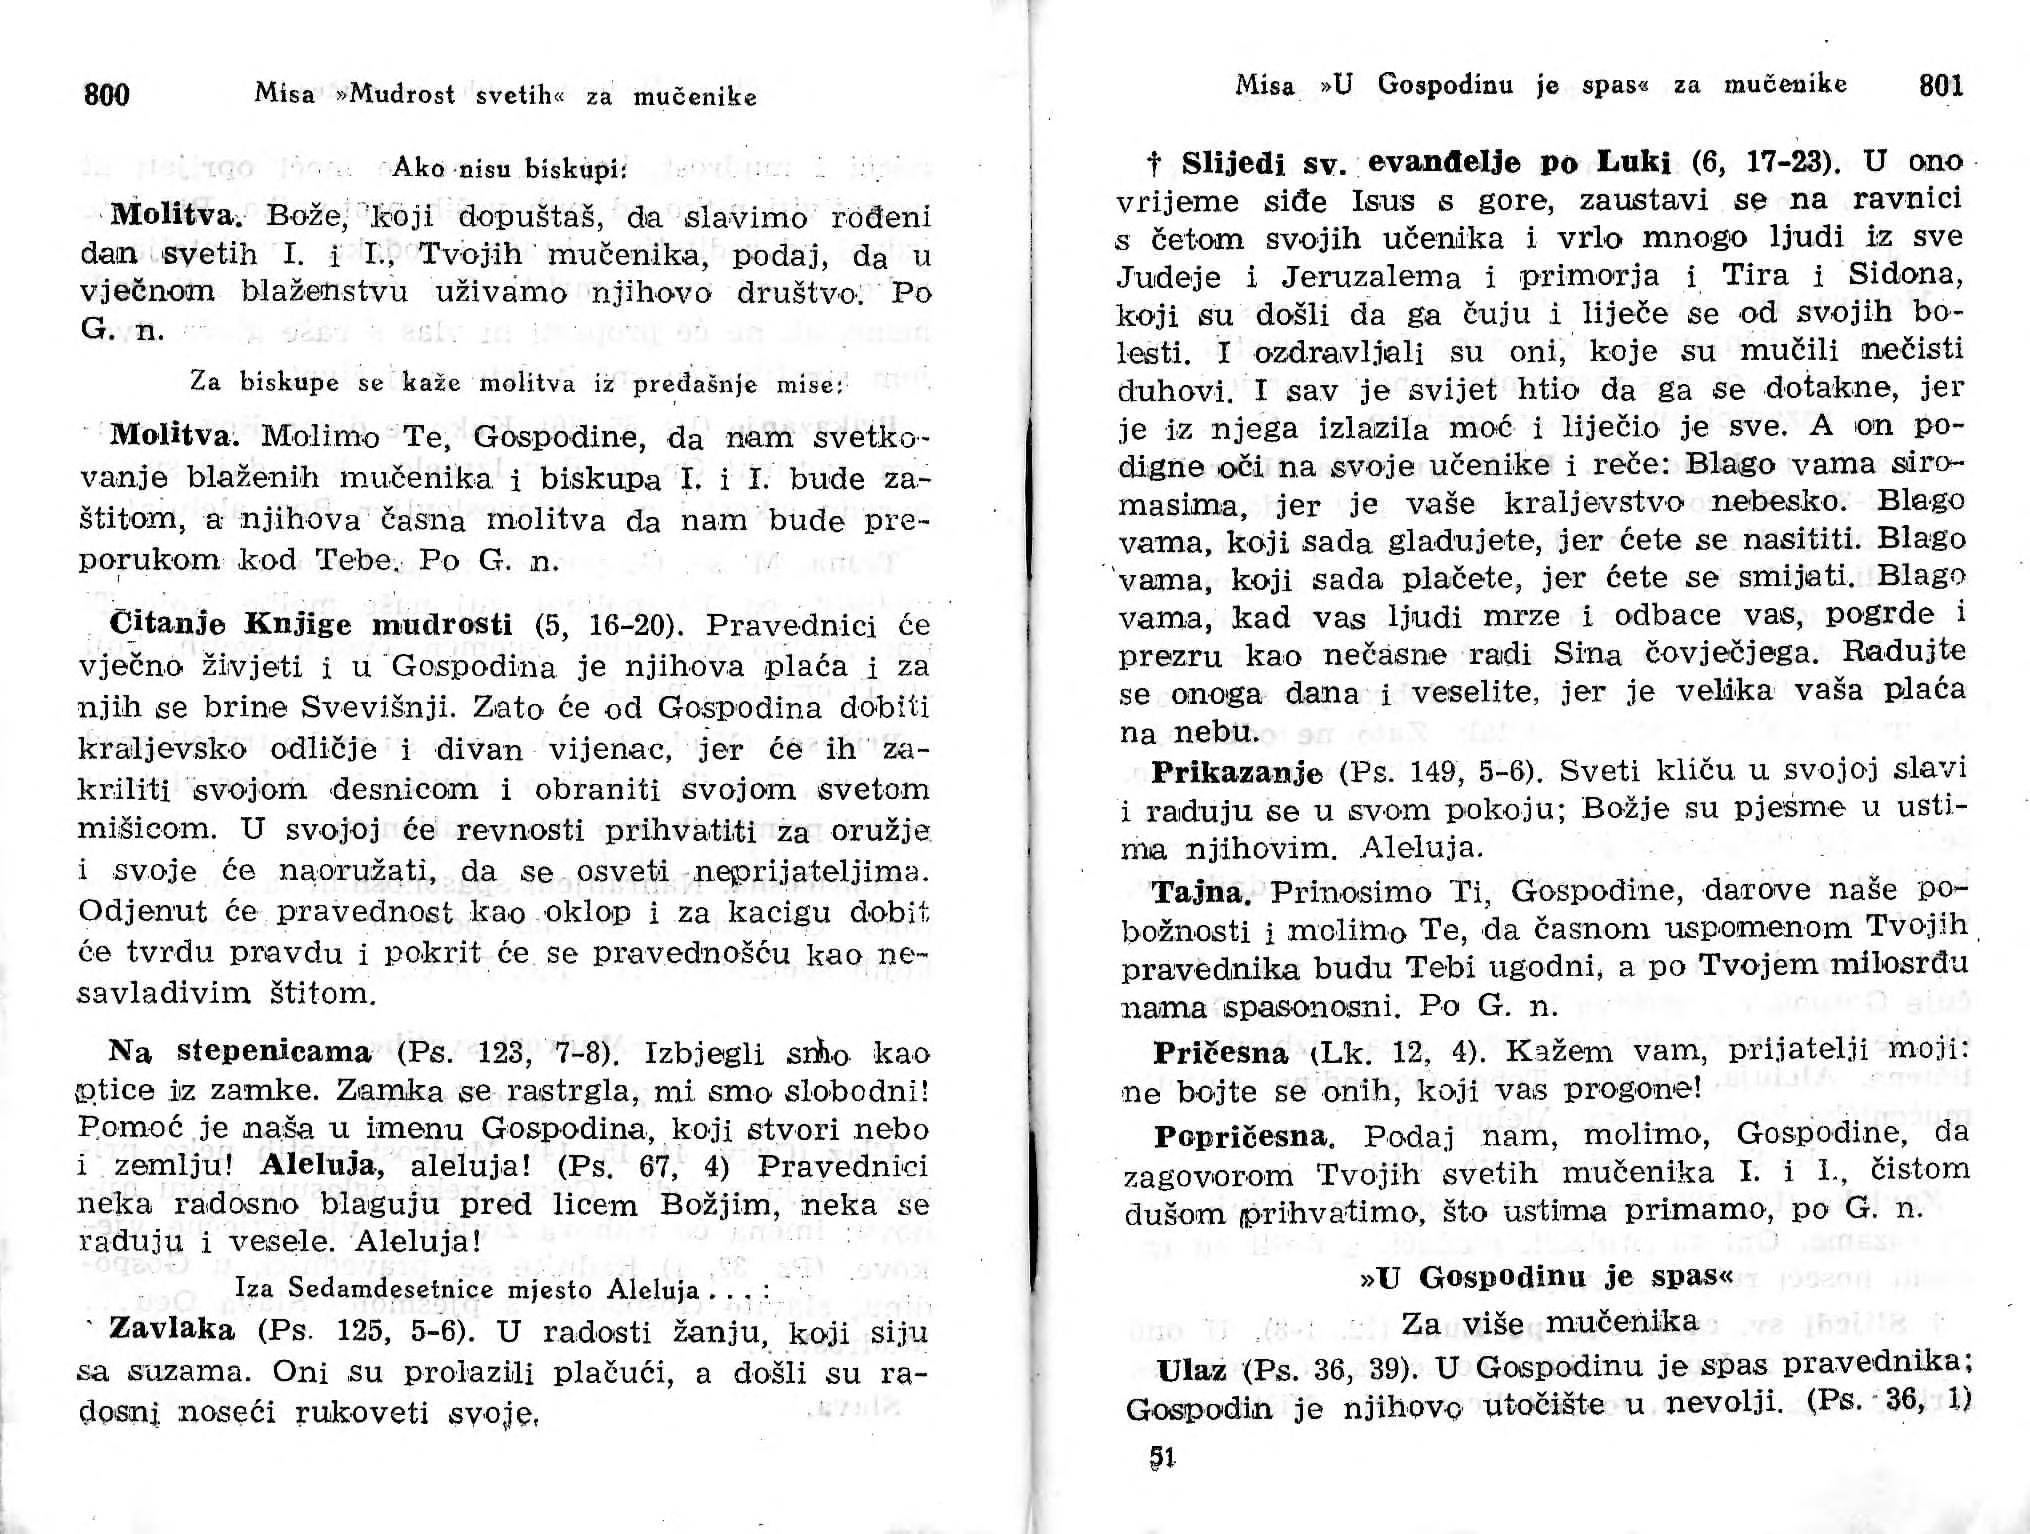 800 Misa »Mudrost svetih« za mučenike
Ako nisu biskupi:
Molitva. Bože, koji dopuštaš, da slavimo rođeni
dan svetih I. i I., Tvojih mučenika, podaj, da u
vječnom blaženstvu uživamo njihovo društvo. Po
G. n.
Za biskupe se kaže molitva iz predašnje mise:
Molitva. Molimo Te, Gospodine, da nam svetko-
vanje blaženih mučenika i biskupa I. i I. bude za-
štitom, a njihova časna molitva da nam bude pre-
porukom kod Tebe. Po G. n.
Čitanje Knjige mudrosti (5, 16-20). Pravednici će
vječno živjeti i u Gospodina je njihova plaća i za
njih se brine Svevišnji. Zato će od Gospodina dobiti
kraljevsko odličje i divan vijenac, jer će ih za-
kriliti svojom desnicom i obraniti svojom svetom
mišicom. U svojoj će revnosti prihvatiti za oružje
i svoje će naoružati, da se osveti neprijateljima.
Odjenut će pravednost kao oklop i za kacigu dobit
će tvrdu pravdu i pokrit će se pravednošću kao ne-
savladivim štitom.
Na stepenicama (Ps. 123, 7-8). Izbjegli smo kao
ptice iz zamke. Zamka se rastrgla, mi smo slobodni!
Pomoć je naša u imenu Gospodina, koji stvori nebo
i zemlju! Aleluja, aleluja! (Ps. 67, 4) Pravednici
neka radosno blaguju pred licem Božjim, neka se
raduju i vesele. Aleluja!
Iza Sedamdesetnice mjesto Aleluja . . . :
Zavlaka (Ps. 125, 5-6). U radosti žanju, koji siju
sa suzama. Oni su prolazili plačući, a došli su ra-
dosni noseći rukoveti svoje.
Misa »U Gospodinu je spas« za mučenike 801
† Slijedi sv. evanđelje po Luki (6, 17-23). U ono
vrijeme siđe Isus s gore, zaustavi se na ravnici
s četom svojih učenika i vrlo mnogo ljudi iz sve
Judeje i Jeruzalema i primorja i Tira i Sidona,
koji su došli da ga čuju i liječe se od svojih bo-
lesti. I ozdravljali su oni, koje su mučili nečisti
duhovi. I sav je svijet htio da ga se dotakne, jer
je iz njega izlazila moć i liječio je sve. A on po-
digne oči na svoje učenike i reče: Blago vama siro-
masima, jer je vaše kraljevstvo nebesko. Blago
vama, koji sada gladujete, jer ćete se nasititi. Blago
vama, koji sada plačete, jer ćete se smijati. Blago
vama, kad vas ljudi mrze i odbace vas, pogrde i
prezru kao nečasne radi Sina čovječjega. Radujte
se onoga dana i veselite, jer je velika vaša plaća
na nebu.
Prikazanje (Ps. 149, 5-6). Sveti kliču u svojoj slavi
i raduju se u svom pokoju; Božje su pjesme u usti-
ma njihovim. Aleluja.
Tajna. Prinosimo Ti, Gospodine, darove naše po-
božnosti i molimo Te, da časnom uspomenom Tvojih
pravednika budu Tebi ugodni, a po Tvojem milosrđu
nama spasonosni. Po G. n.
Pričesna (Lk. 12, 4). Kažem vam, prijatelji moji:
ne bojte se onih, koji vas progone!
Popričesna. Podaj nam, molimo, Gospodine, da
zagovorom Tvojih svetih mučenika I. i I., čistom
dušom prihvatimo, što ustima primamo, po G. n.
»U Gospodinu je spas«
Za više mučenika
Ulaz (Ps. 36, 39). U Gospodinu je spas pravednika;
Gospodin je njihovo utočište u nevolji. (Ps. 36, 1)
51